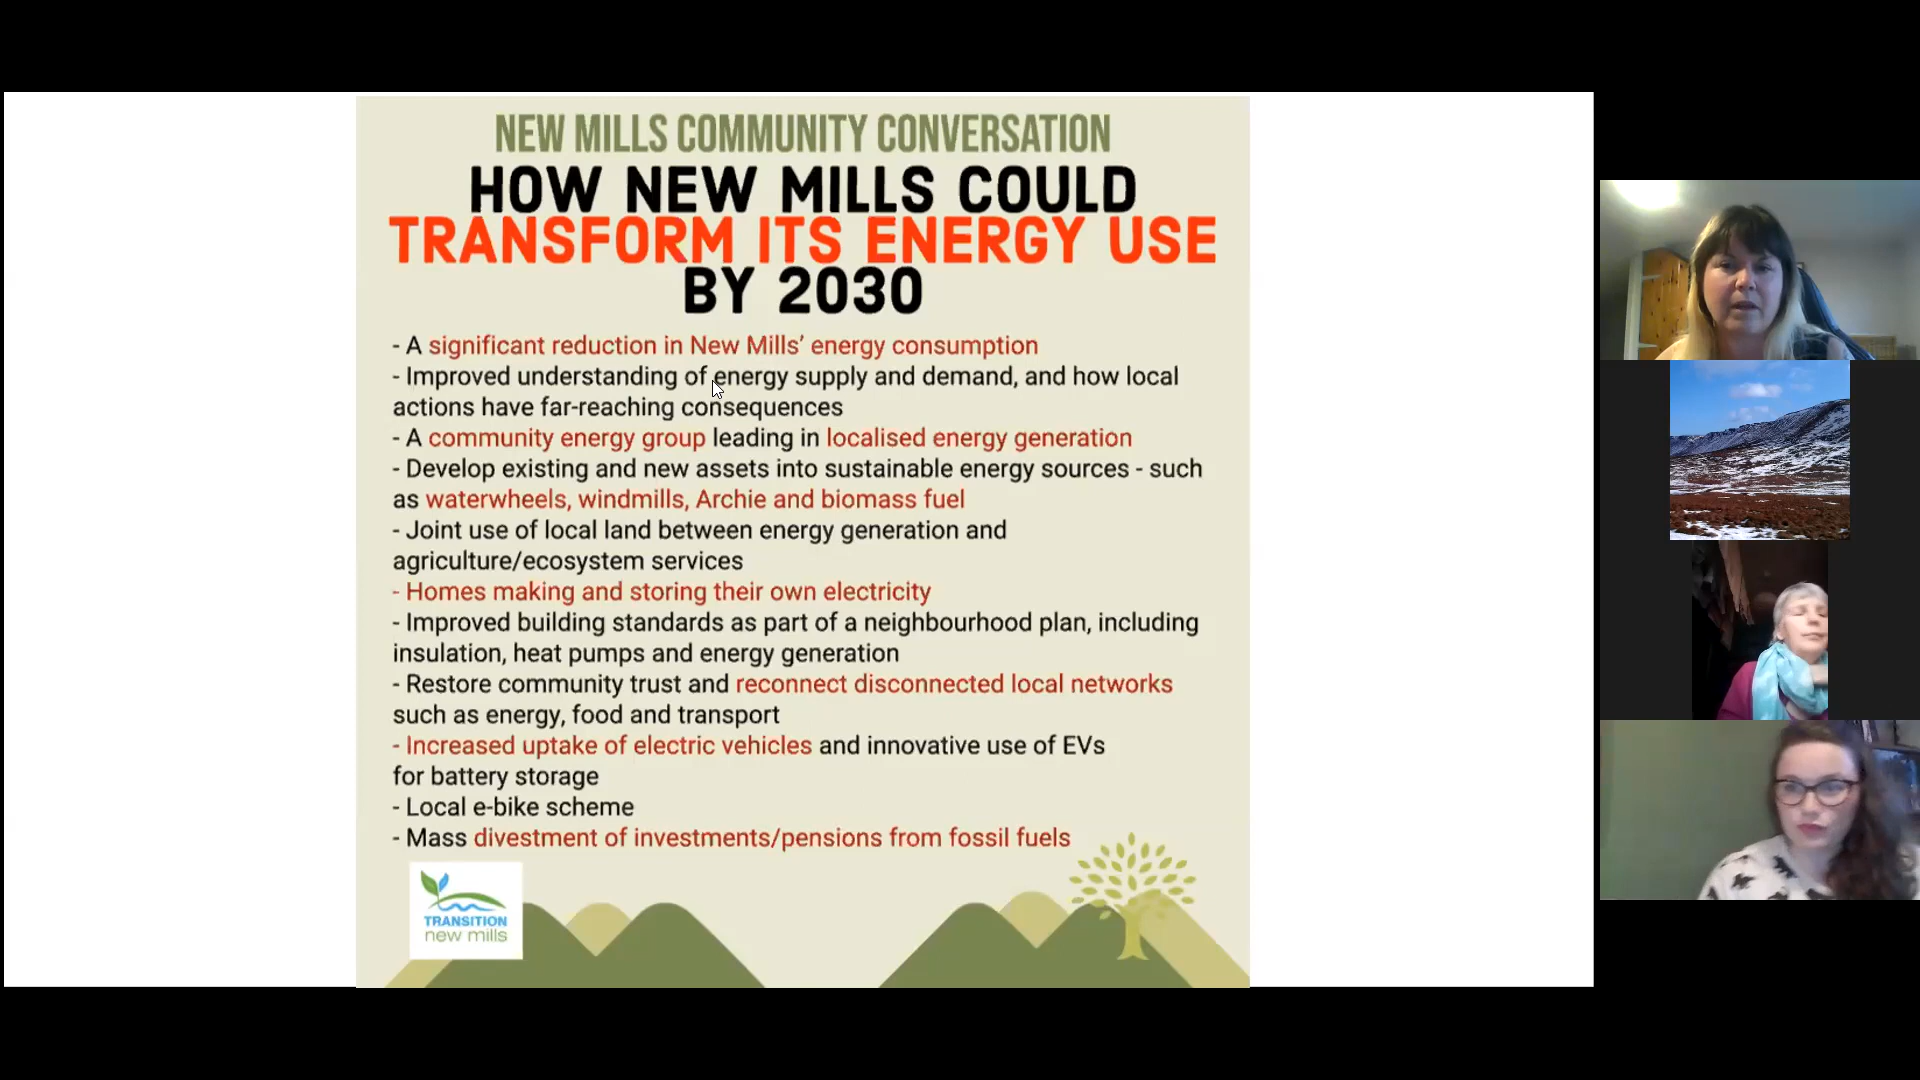 NEW MILLS COMMUNITY CONVERSATION
HOW NEW MILLS COULD
TRANSFORM ITS ENERGY USE
BY 2030
- A significant reduction in New Mills’ energy consumption
- Improved understanding of energy supply and demand, and how local
actions have far-reaching consequences
- A community energy group leading in localised energy generation
- Develop existing and new assets into sustainable energy sources - such
as waterwheels, windmills, Archie and biomass fuel
- Joint use of local land between energy generation and
agriculture/ecosystem services
- Homes making and storing their own electricity
- Improved building standards as part of a neighbourhood plan, including
insulation, heat pumps and energy generation
- Restore community trust and reconnect disconnected local networks
such as energy, food and transport
- Increased uptake of electric vehicles and innovative use of EVs
for battery storage
- Local e-bike scheme
- Mass divestment of investments/pensions from fossil fuels
TRANSITION
new mills